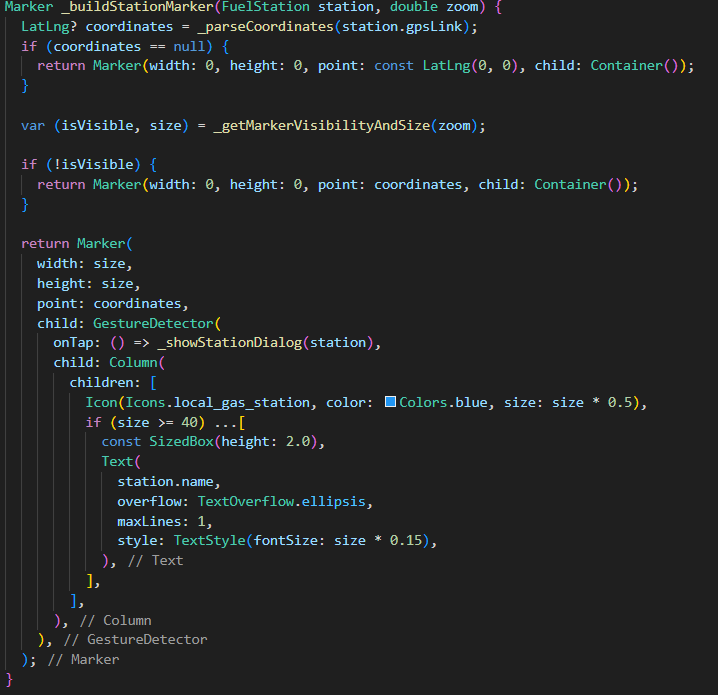 Marker _buildStationMarker(FuelStation station, double zoom) {
  LatLng? coordinates = _parseCoordinates(station.gpsLink);
  if (coordinates == null) {
    return Marker(width: 0, height: 0, point: const LatLng(0, 0), child: Container());
  }

  var (isVisible, size) = _getMarkerVisibilityAndSize(zoom);

  if (!isVisible) {
    return Marker(width: 0, height: 0, point: coordinates, child: Container());
  }

  return Marker(
    width: size,
    height: size,
    point: coordinates,
    child: GestureDetector(
      onTap: () => _showStationDialog(station),
      child: Column(
        children: [
          Icon(Icons.local_gas_station, color: Colors.blue, size: size * 0.5),
          if (size >= 40) ...[
            const SizedBox(height: 2.0),
            Text(
              station.name,
              overflow: TextOverflow.ellipsis,
              maxLines: 1,
              style: TextStyle(fontSize: size * 0.15),
            ), // Text
          ],
        ],
      ), // Column
    ), // GestureDetector
  ); // Marker
}